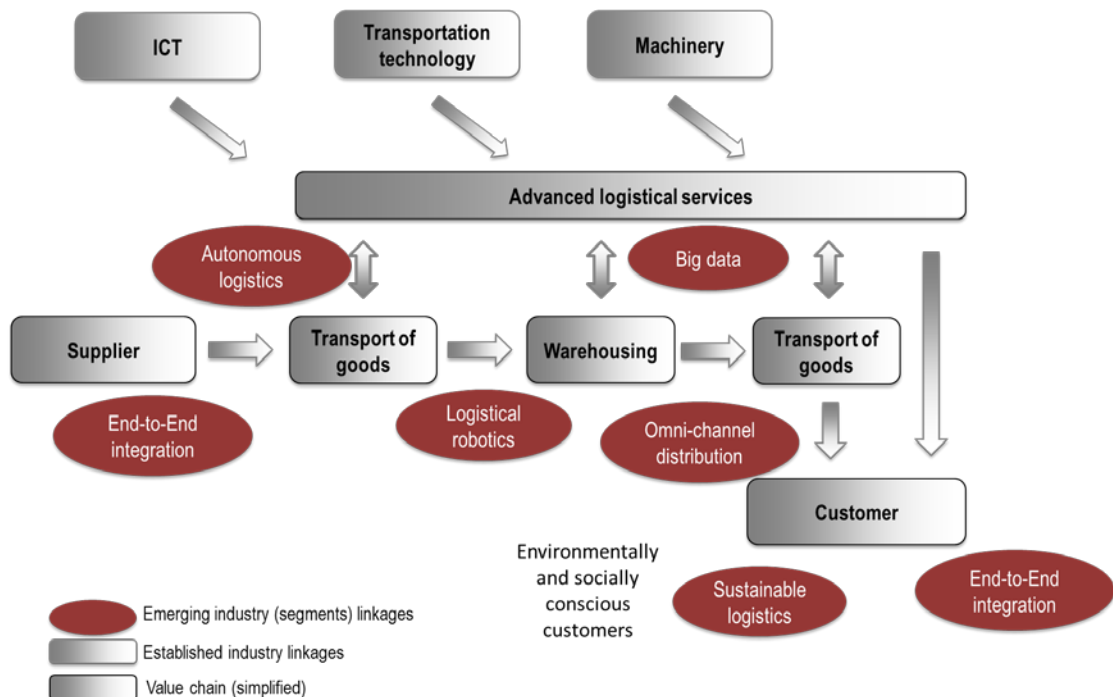 ICT
Transportation
technology
Machinery
Advanced logistical services
Autonomous
logistics
Big data
Supplier
Transport of
goods
Warehousing
Transport of
goods
End-to-End
integration
Logistical
robotics
Omni-channel
distribution
Customer
Environmentally
and socially
conscious
customers
Sustainable
logistics
End-to-End
integration
Emerging industry (segments) linkages
Established industry linkages
Value chain (simplified)